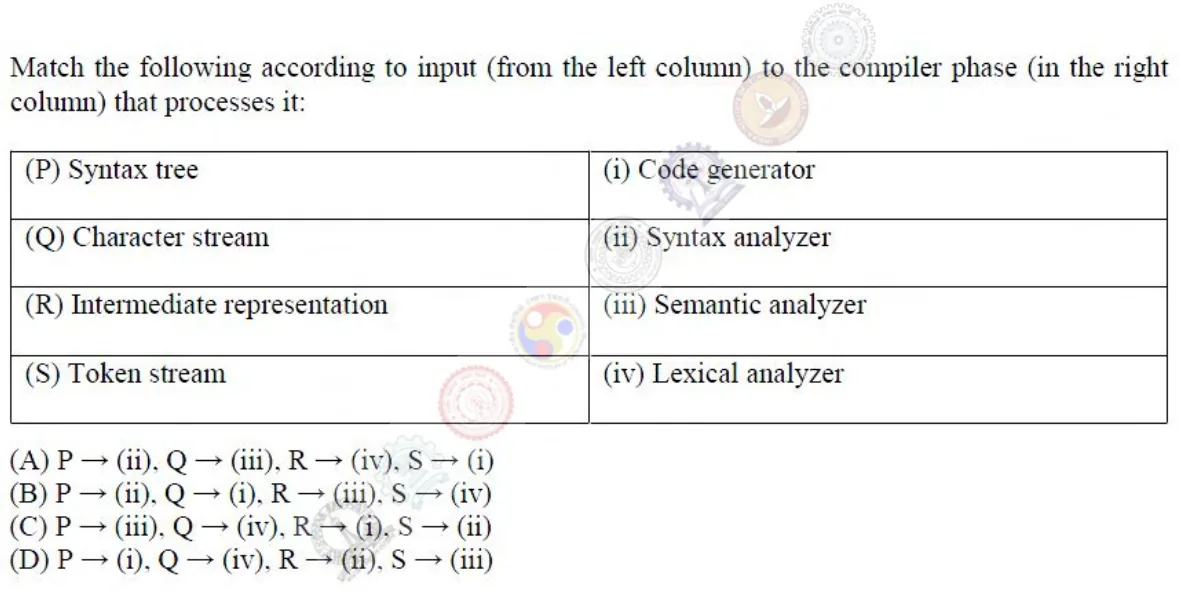 Match the following according to input (from the left column) to the compiler phase (in the right
column) that processes it:
(P) Syntax tree
(i) Code generator
(Q) Character stream
(ii) Syntax analyzer
(R) Intermediate representation
(iii) Semantic analyzer
(S) Token stream
(iv) Lexical analyzer
(A) P → (ii), Q → (iii), R → (iv), S → (i)
(B) P → (ii), Q → (i), R → (iii), S → (iv)
(C) P → (iii), Q → (iv), R → (i), S → (ii)
(D) P → (i), Q → (iv), R → (ii), S → (iii)